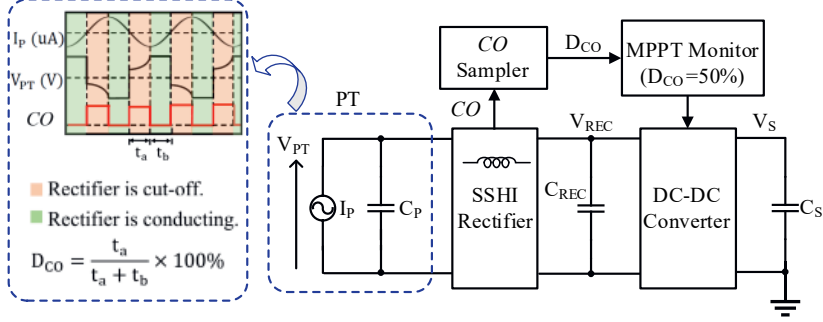 I_P (uA)
V_PT (V)
CO
t_a t_b
Rectifier is cut-off.
Rectifier is conducting.
D_CO = t_a / (t_a + t_b) × 100%
PT
V_PT
I_P
C_P
CO
Sampler
CO
D_CO
MPPT Monitor
(D_CO=50%)
SSHI
Rectifier
V_REC
C_REC
DC-DC
Converter
V_S
C_S